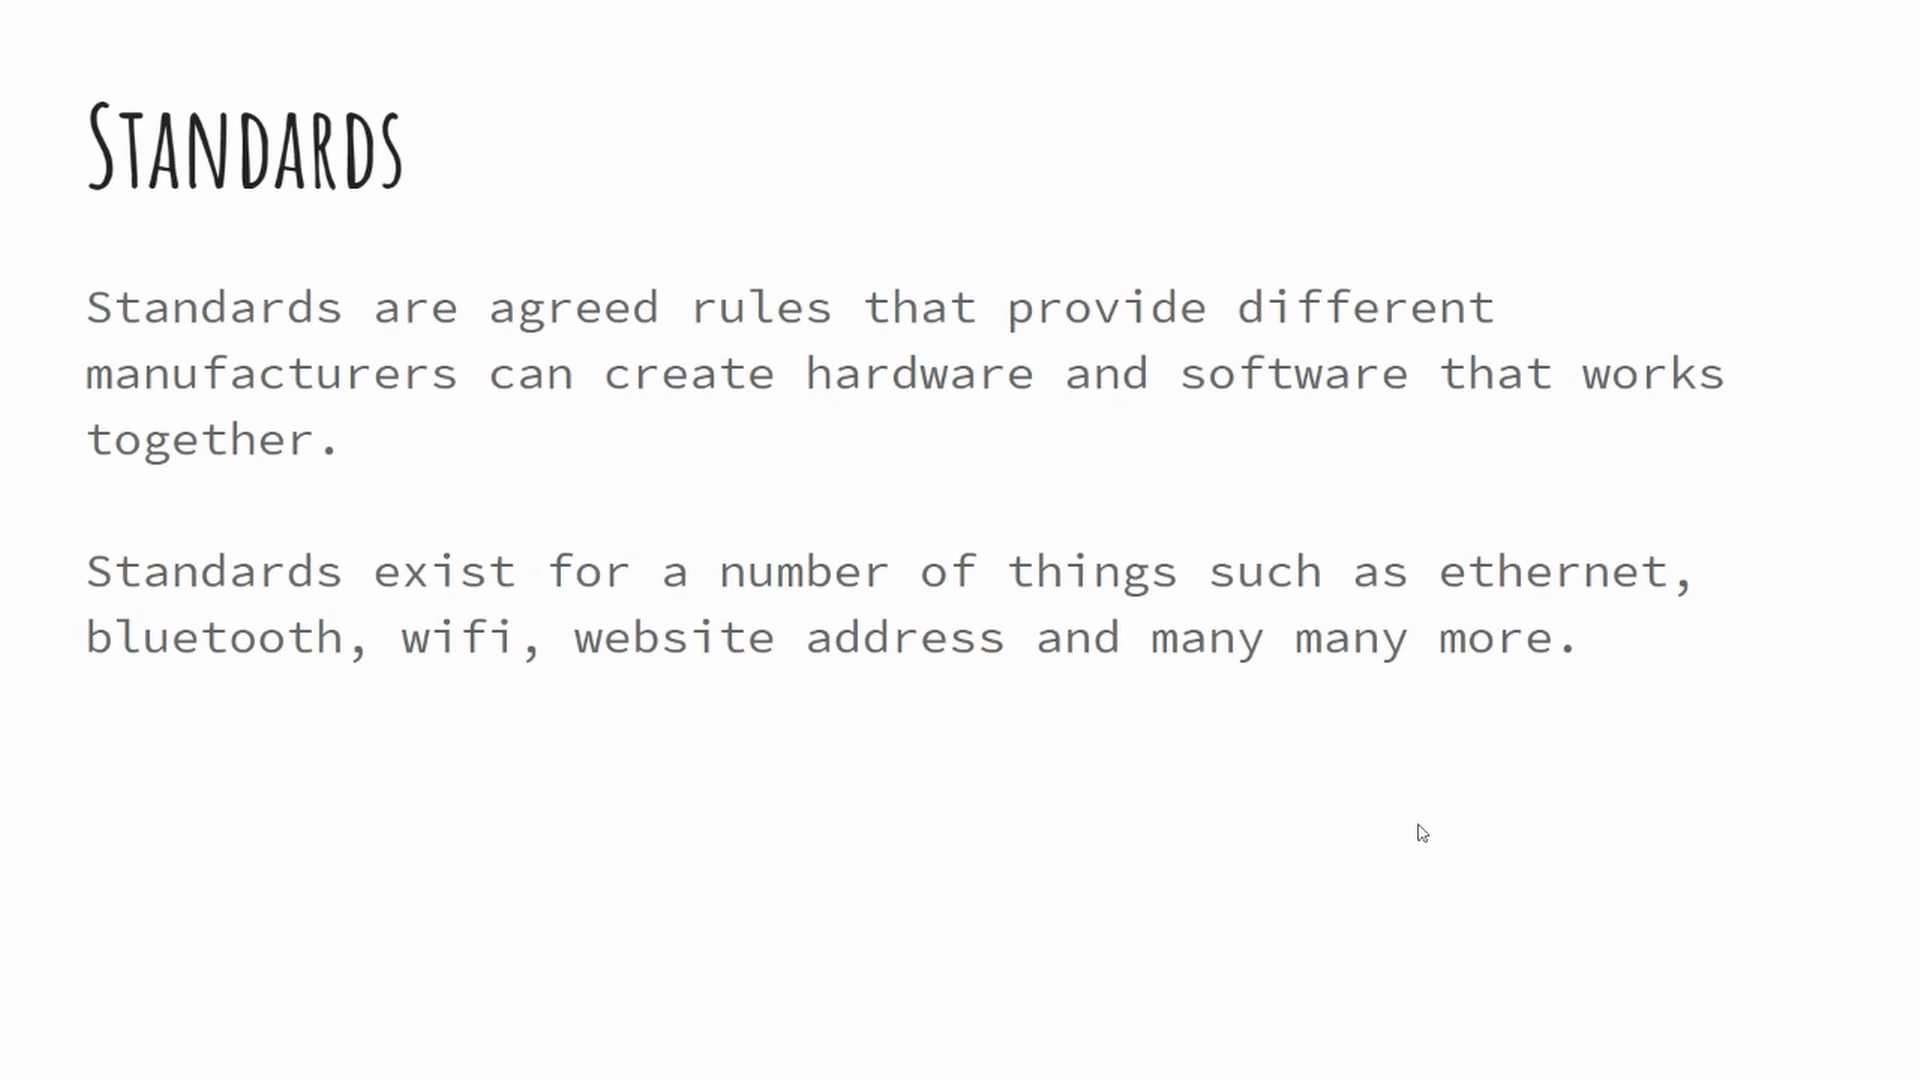 Standards
Standards are agreed rules that provide different
manufacturers can create hardware and software that works
together.
Standards exist for a number of things such as ethernet,
bluetooth, wifi, website address and many many more.